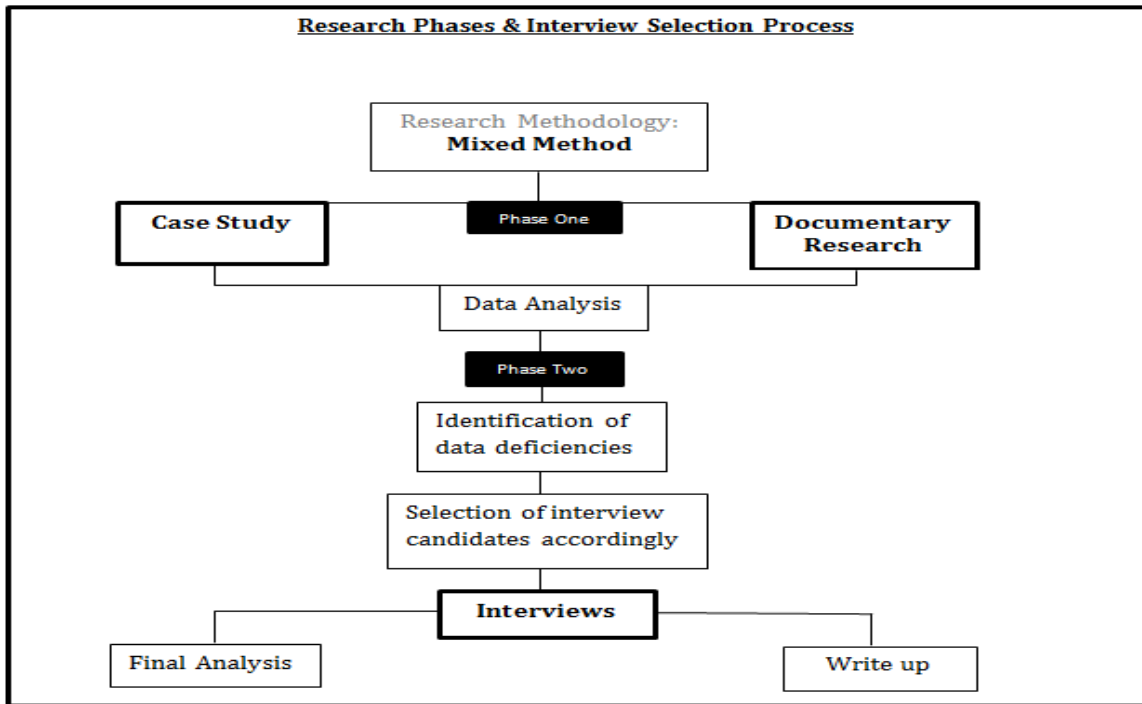 Research Phases & Interview Selection Process
Research Methodology:
Mixed Method
Case Study
Phase One
Documentary
Research
Data Analysis
Phase Two
Identification of
data deficiencies
Selection of interview
candidates accordingly
Interviews
Final Analysis
Write up